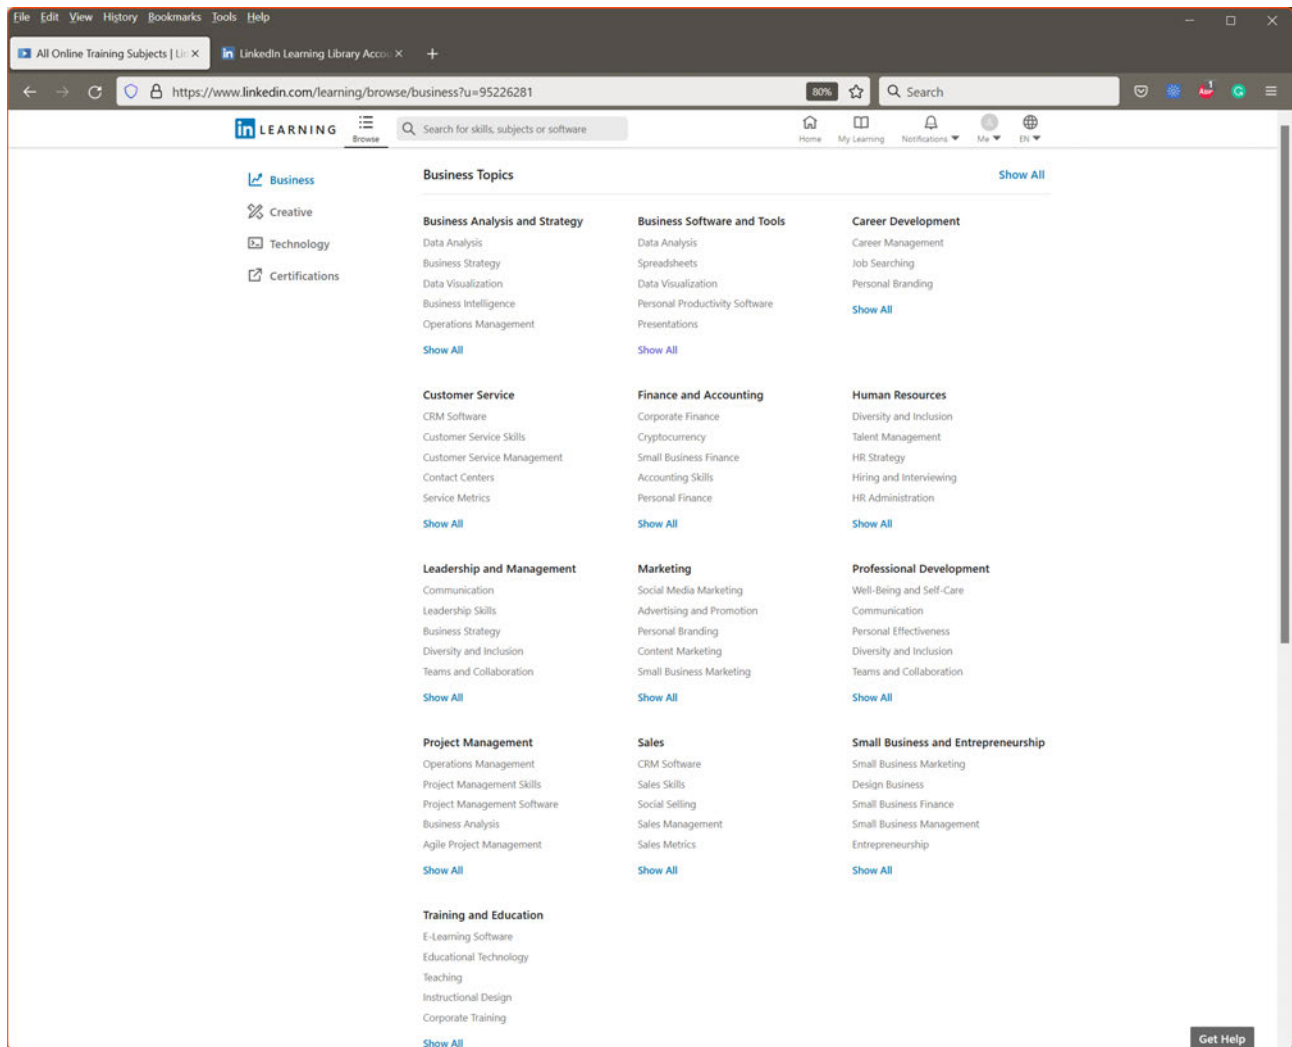 File Edit View History Bookmarks Tools Help
All Online Training Subjects | Lin
LinkedIn Learning Library Accou
https://www.linkedin.com/learning/browse/business?u=95226281
80%
Search
in LEARNING
Browse
Search for skills, subjects or software
Home
My Learning
Notifications
Me
EN
Business
Creative
Technology
Certifications
Business Topics
Show All
Business Analysis and Strategy
Data Analysis
Business Strategy
Data Visualization
Business Intelligence
Operations Management
Show All
Business Software and Tools
Data Analysis
Spreadsheets
Data Visualization
Personal Productivity Software
Presentations
Show All
Career Development
Career Management
Job Searching
Personal Branding
Show All
Customer Service
CRM Software
Customer Service Skills
Customer Service Management
Contact Centers
Service Metrics
Show All
Finance and Accounting
Corporate Finance
Cryptocurrency
Small Business Finance
Accounting Skills
Personal Finance
Show All
Human Resources
Diversity and Inclusion
Talent Management
HR Strategy
Hiring and Interviewing
HR Administration
Show All
Leadership and Management
Communication
Leadership Skills
Business Strategy
Diversity and Inclusion
Teams and Collaboration
Show All
Marketing
Social Media Marketing
Advertising and Promotion
Personal Branding
Content Marketing
Small Business Marketing
Show All
Professional Development
Well-Being and Self-Care
Communication
Personal Effectiveness
Diversity and Inclusion
Teams and Collaboration
Show All
Project Management
Operations Management
Project Management Skills
Project Management Software
Business Analysis
Agile Project Management
Show All
Sales
CRM Software
Sales Skills
Social Selling
Sales Management
Sales Metrics
Show All
Small Business and Entrepreneurship
Small Business Marketing
Design Business
Small Business Finance
Small Business Management
Entrepreneurship
Show All
Training and Education
E-Learning Software
Educational Technology
Teaching
Instructional Design
Corporate Training
Show All
Get Help